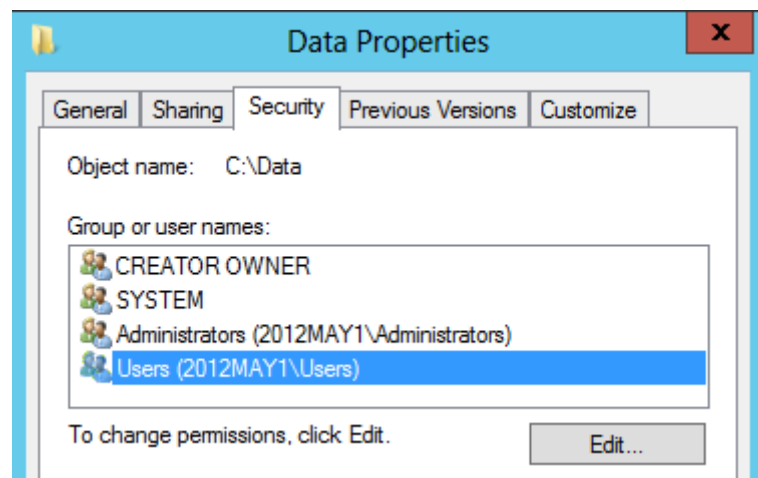 Data Properties
x
General Sharing Security Previous Versions Customize
Object name: C:\Data
Group or user names:
CREATOR OWNER
SYSTEM
Administrators (2012MAY1\Administrators)
Users (2012MAY1\Users)
To change permissions, click Edit.
Edit...